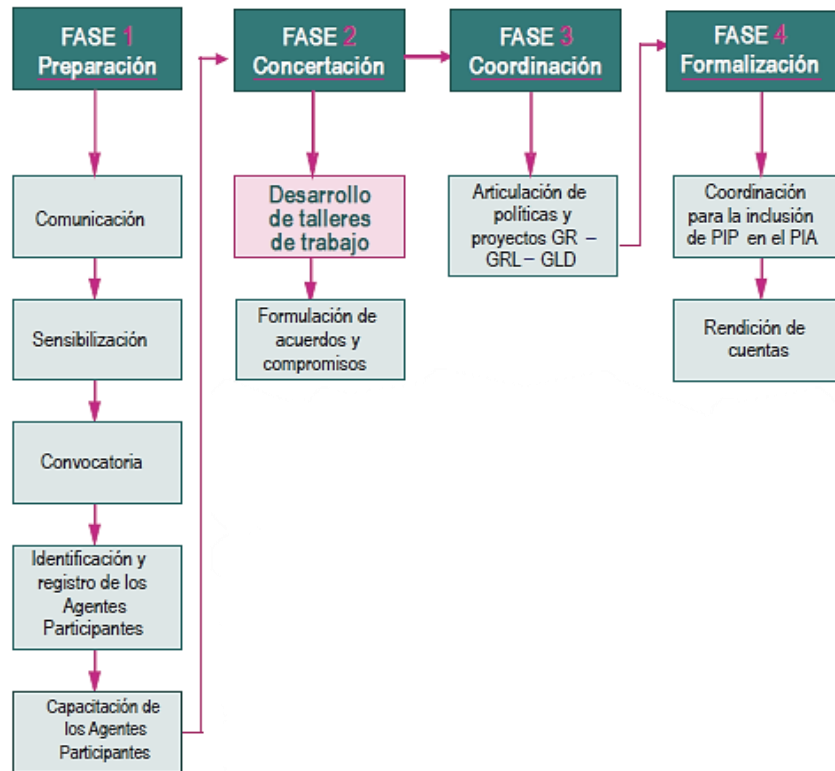 FASE 1
Preparación
Comunicación
Sensibilización
Convocatoria
Identificación y
registro de los
Agentes
Participantes
Capacitación de
los Agentes
Participantes
FASE 2
Concertación
Desarrollo
de talleres
de trabajo
Formulación de
acuerdos y
compromisos
FASE 3
Coordinación
Articulación de
políticas y
proyectos GR –
GRL – GLD
FASE 4
Formalización
Coordinación
para la inclusión
de PIP en el PIA
Rendición de
cuentas